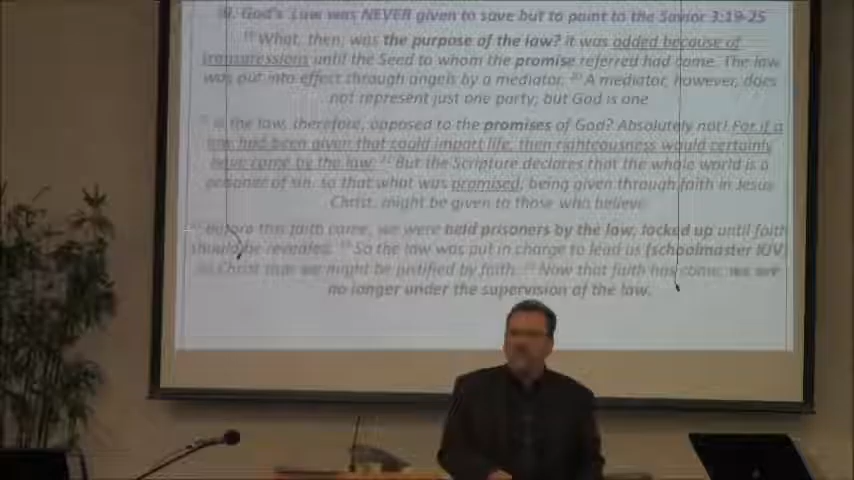 9. God's Law was NEVER given to save but to point to the Savior 3:19-25
19 What, then, was the purpose of the law? It was added because of
transgressions until the Seed to whom the promise referred had come. The law
was put into effect through angels by a mediator. 20 A mediator, however, does
not represent just one party; but God is one
Is the law, therefore, opposed to the promises of God? Absolutely not! For if a
law had been given that could impart life, then righteousness would certainly
have come by the law. 22 But the Scripture declares that the whole world is a
prisoner of sin, so that what was promised, being given through faith in Jesus
Christ, might be given to those who believe
Before this faith came, we were held prisoners by the law, locked up until faith
should be revealed. So the law was put in charge to lead us (schoolmaster KJV)
to Christ that we might be justified by faith. Now that faith has come, we are
no longer under the supervision of the law.